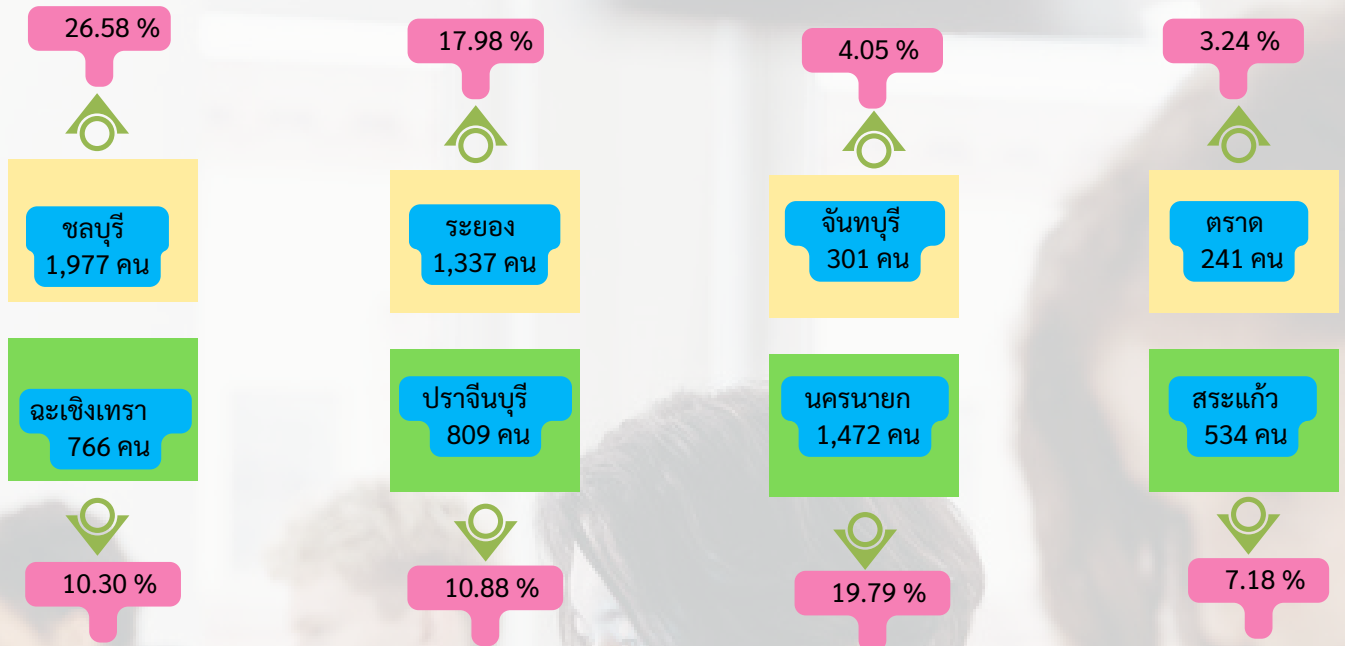 26.58 %
17.98 %
4.05 %
3.24 %
ชลบุรี
1,977 คน
ระยอง
1,337 คน
จันทบุรี
301 คน
ตราด
241 คน
ฉะเชิงเทรา
766 คน
ปราจีนบุรี
809 คน
นครนายก
1,472 คน
สระแก้ว
534 คน
10.30 %
10.88 %
19.79 %
7.18 %